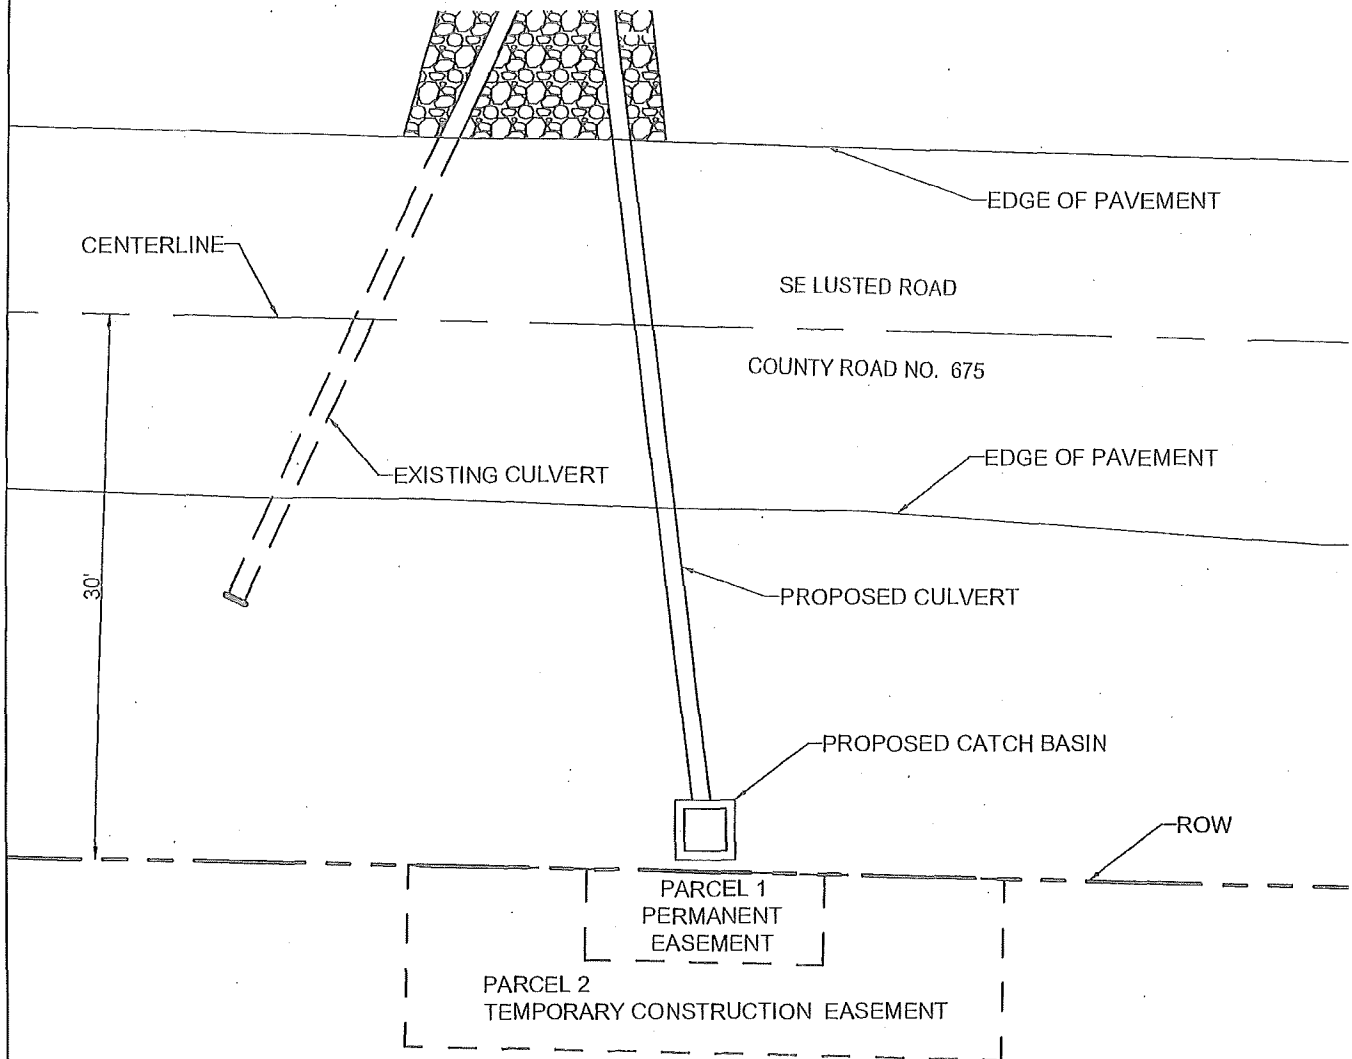 EDGE OF PAVEMENT
CENTERLINE
SE LUSTED ROAD
COUNTY ROAD NO. 675
EDGE OF PAVEMENT
EXISTING CULVERT
30'
PROPOSED CULVERT
PROPOSED CATCH BASIN
ROW
PARCEL 1
PERMANENT
EASEMENT
PARCEL 2
TEMPORARY CONSTRUCTION EASEMENT